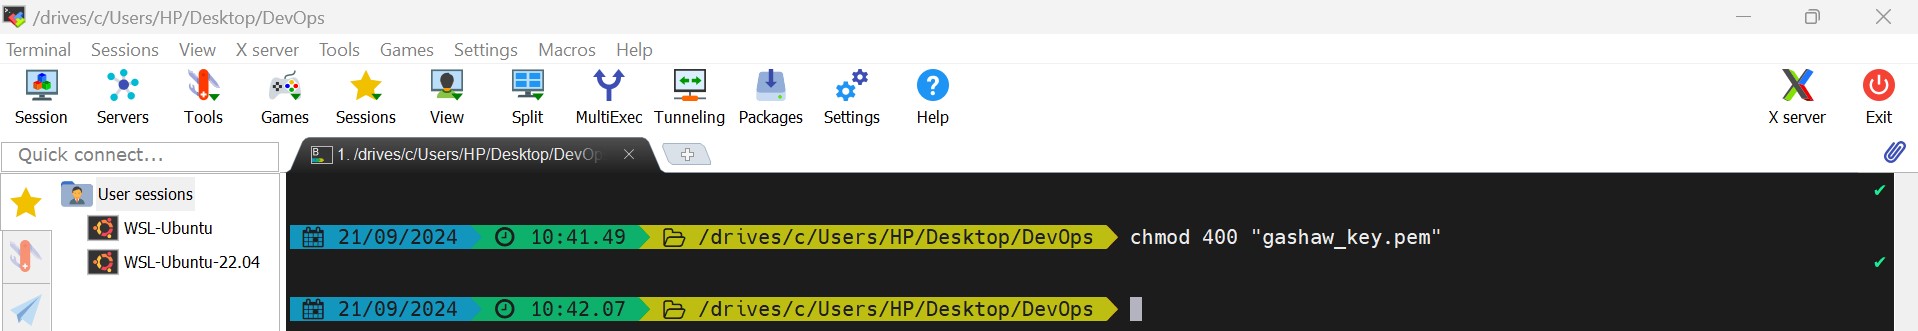 /drives/c/Users/HP/Desktop/DevOps
Terminal Sessions View X server Tools Games Settings Macros Help
Session Servers Tools Games Sessions View Split MultiExec Tunneling Packages Settings Help X server Exit
Quick connect...
1. /drives/c/Users/HP/Desktop/DevOp
User sessions
WSL-Ubuntu
WSL-Ubuntu-22.04
21/09/2024 10:41.49 /drives/c/Users/HP/Desktop/DevOps chmod 400 "gashaw_key.pem"
21/09/2024 10:42.07 /drives/c/Users/HP/Desktop/DevOps